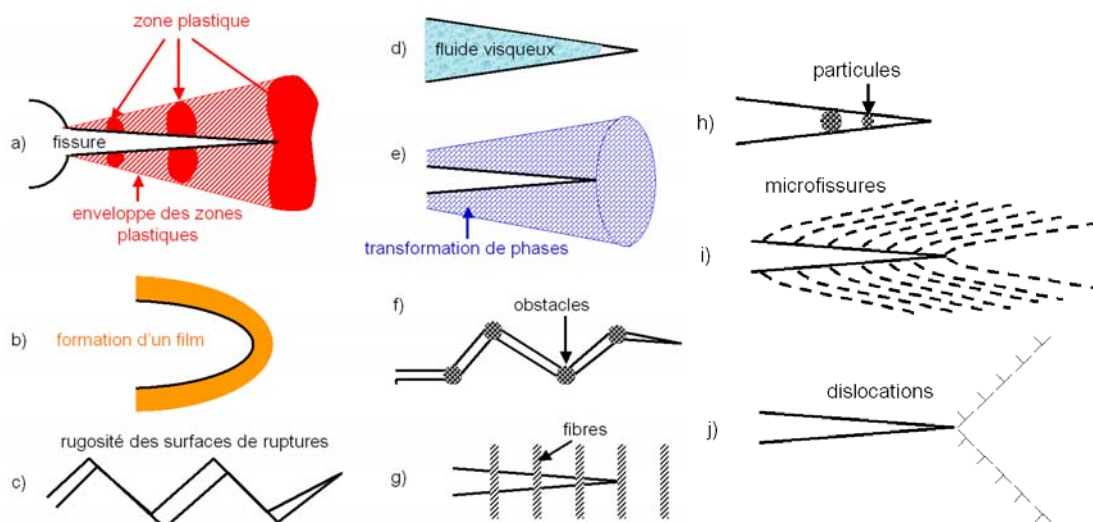 zone plastique
a)
fissure
enveloppe des zones
plastiques
b)
formation d'un film
c)
rugosité des surfaces de ruptures
d)
fluide visqueux
e)
transformation de phases
f)
obstacles
g)
fibres
h)
particules
i)
microfissures
j)
dislocations